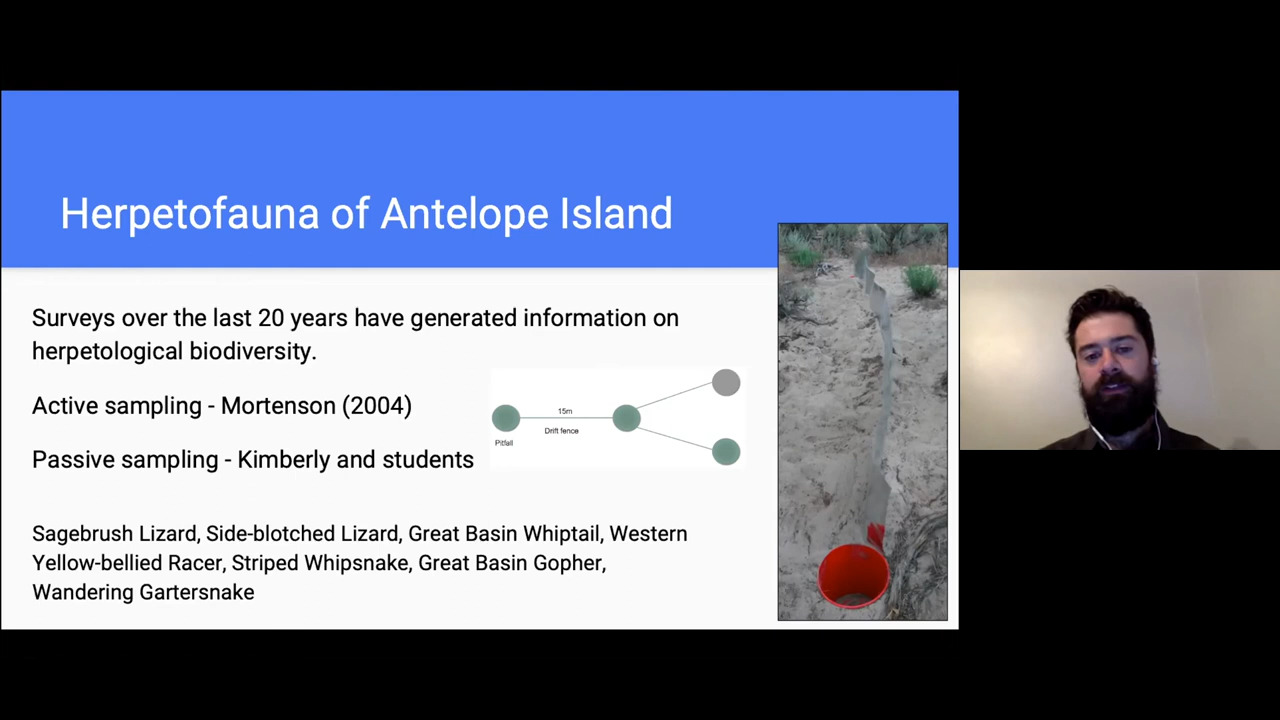 Herpetofauna of Antelope Island
Surveys over the last 20 years have generated information on
herpetological biodiversity.
Active sampling - Mortenson (2004)
15m
Drift fence
Pitfall
Passive sampling - Kimberly and students
Sagebrush Lizard, Side-blotched Lizard, Great Basin Whiptail, Western
Yellow-bellied Racer, Striped Whipsnake, Great Basin Gopher,
Wandering Gartersnake